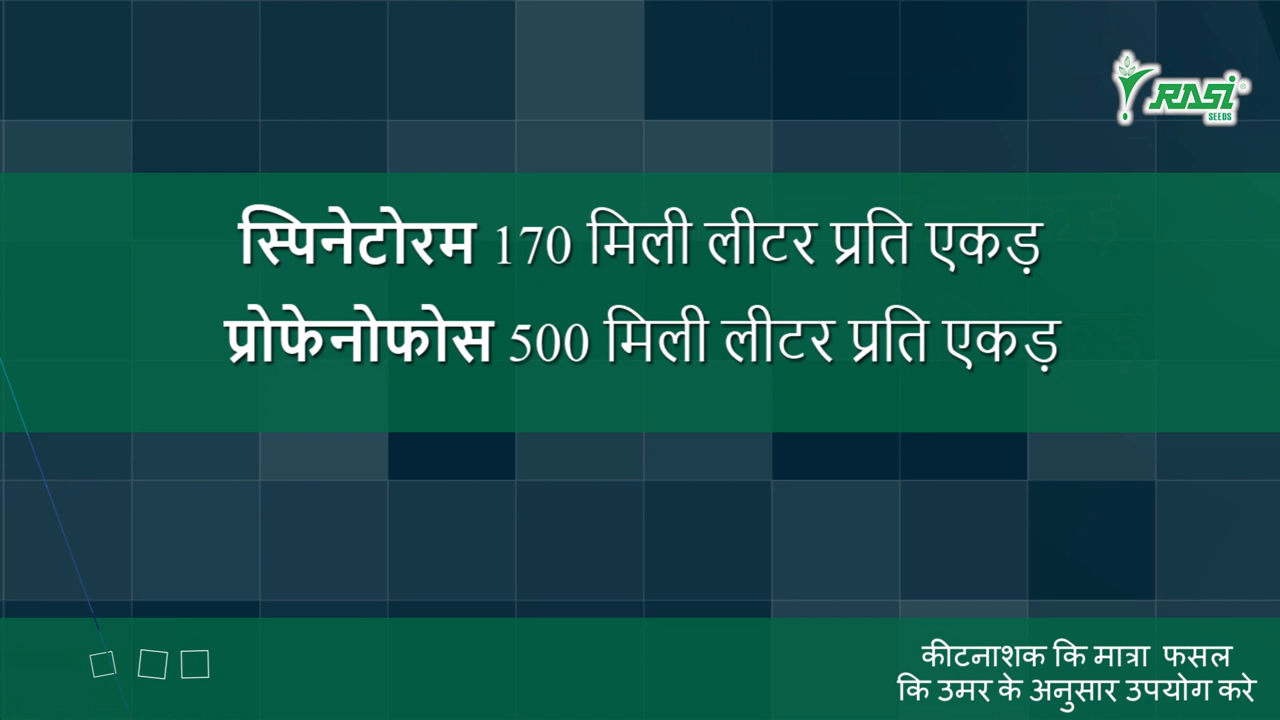 RASI
SEEDS
स्पिनेटोरम 170 मिली लीटर प्रति एकड़
प्रोफेनोफोस 500 मिली लीटर प्रति एकड़
कीटनाशक कि मात्रा फसल
कि उमर के अनुसार उपयोग करे